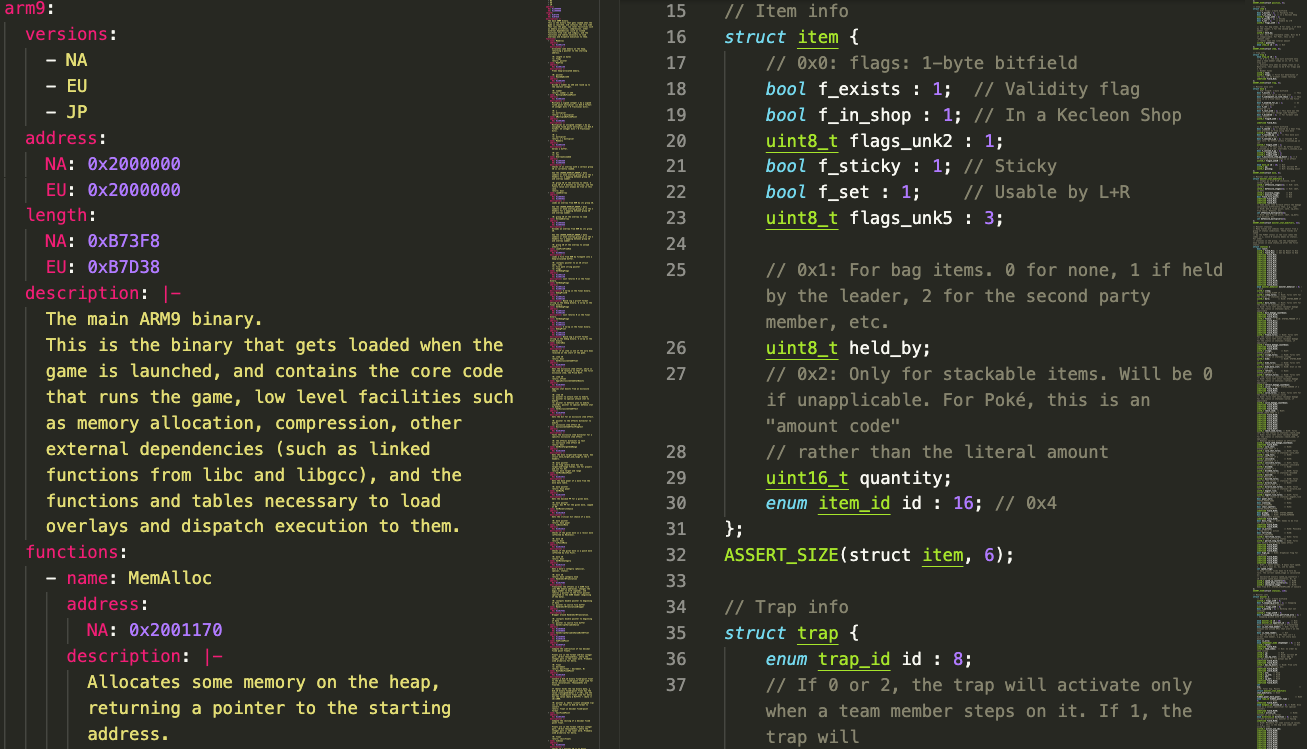 arm9:
versions:
- NA
- EU
- JP
address:
NA: 0x2000000
EU: 0x2000000
length:
NA: 0xB73F8
EU: 0xB7D38
description: |-
The main ARM9 binary.
This is the binary that gets loaded when the
game is launched, and contains the core code
that runs the game, low level facilities such
as memory allocation, compression, other
external dependencies (such as linked
functions from libc and libgcc), and the
functions and tables necessary to load
overlays and dispatch execution to them.
functions:
- name: MemAlloc
address:
NA: 0x2001170
description: |-
Allocates some memory on the heap,
returning a pointer to the starting
address.
15 // Item info
16 struct item {
17 // 0x0: flags: 1-byte bitfield
18 bool f_exists : 1; // Validity flag
19 bool f_in_shop : 1; // In a Kecleon Shop
20 uint8_t flags_unk2 : 1;
21 bool f_sticky : 1; // Sticky
22 bool f_set : 1; // Usable by L+R
23 uint8_t flags_unk5 : 3;
24
25 // 0x1: For bag items. 0 for none, 1 if held
by the leader, 2 for the second party
member, etc.
26 uint8_t held_by;
27 // 0x2: Only for stackable items. Will be 0
if unapplicable. For Poké, this is an
"amount code"
28 // rather than the literal amount
29 uint16_t quantity;
30 enum item_id id : 16; // 0x4
31 };
32 ASSERT_SIZE(struct item, 6);
33
34 // Trap info
35 struct trap {
36 enum trap_id id : 8;
37 // If 0 or 2, the trap will activate only
when a team member steps on it. If 1, the
trap will